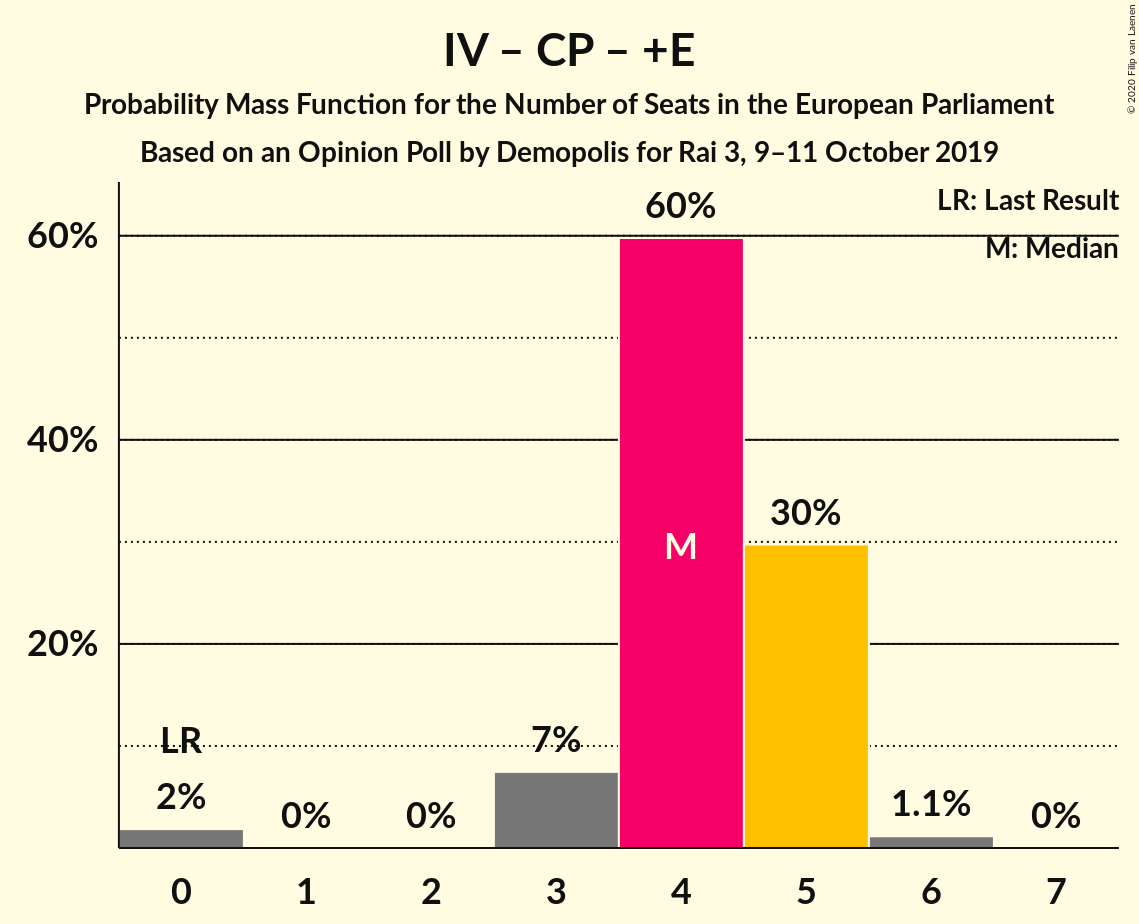 IV – CP – +E
Probability Mass Function for the Number of Seats in the European Parliament
Based on an Opinion Poll by Demopolis for Rai 3, 9–11 October 2019
© 2020 Filip van Laenen
LR: Last Result
M: Median
60%
40%
20%
LR
2%
0%
0%
7%
60%
M
30%
1.1%
0%
0 1 2 3 4 5 6 7